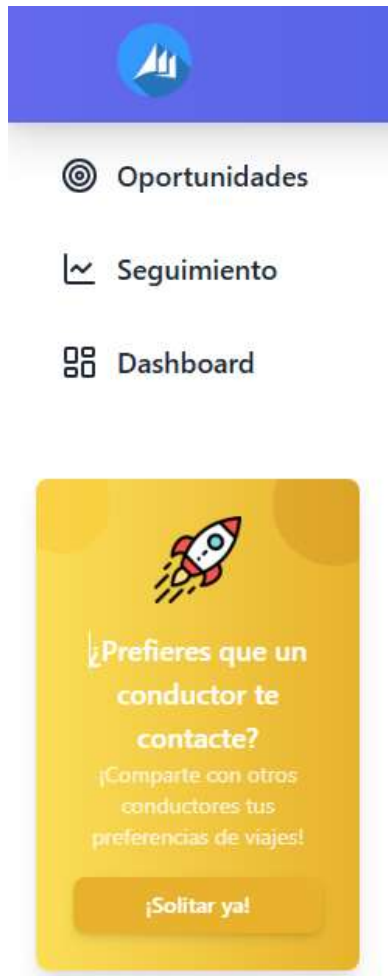 Oportunidades
Seguimiento
Dashboard
¿Prefieres que un
conductor te
contacte?
¡Comparte con otros
conductores tus
preferencias de viajes!
¡Solitar ya!